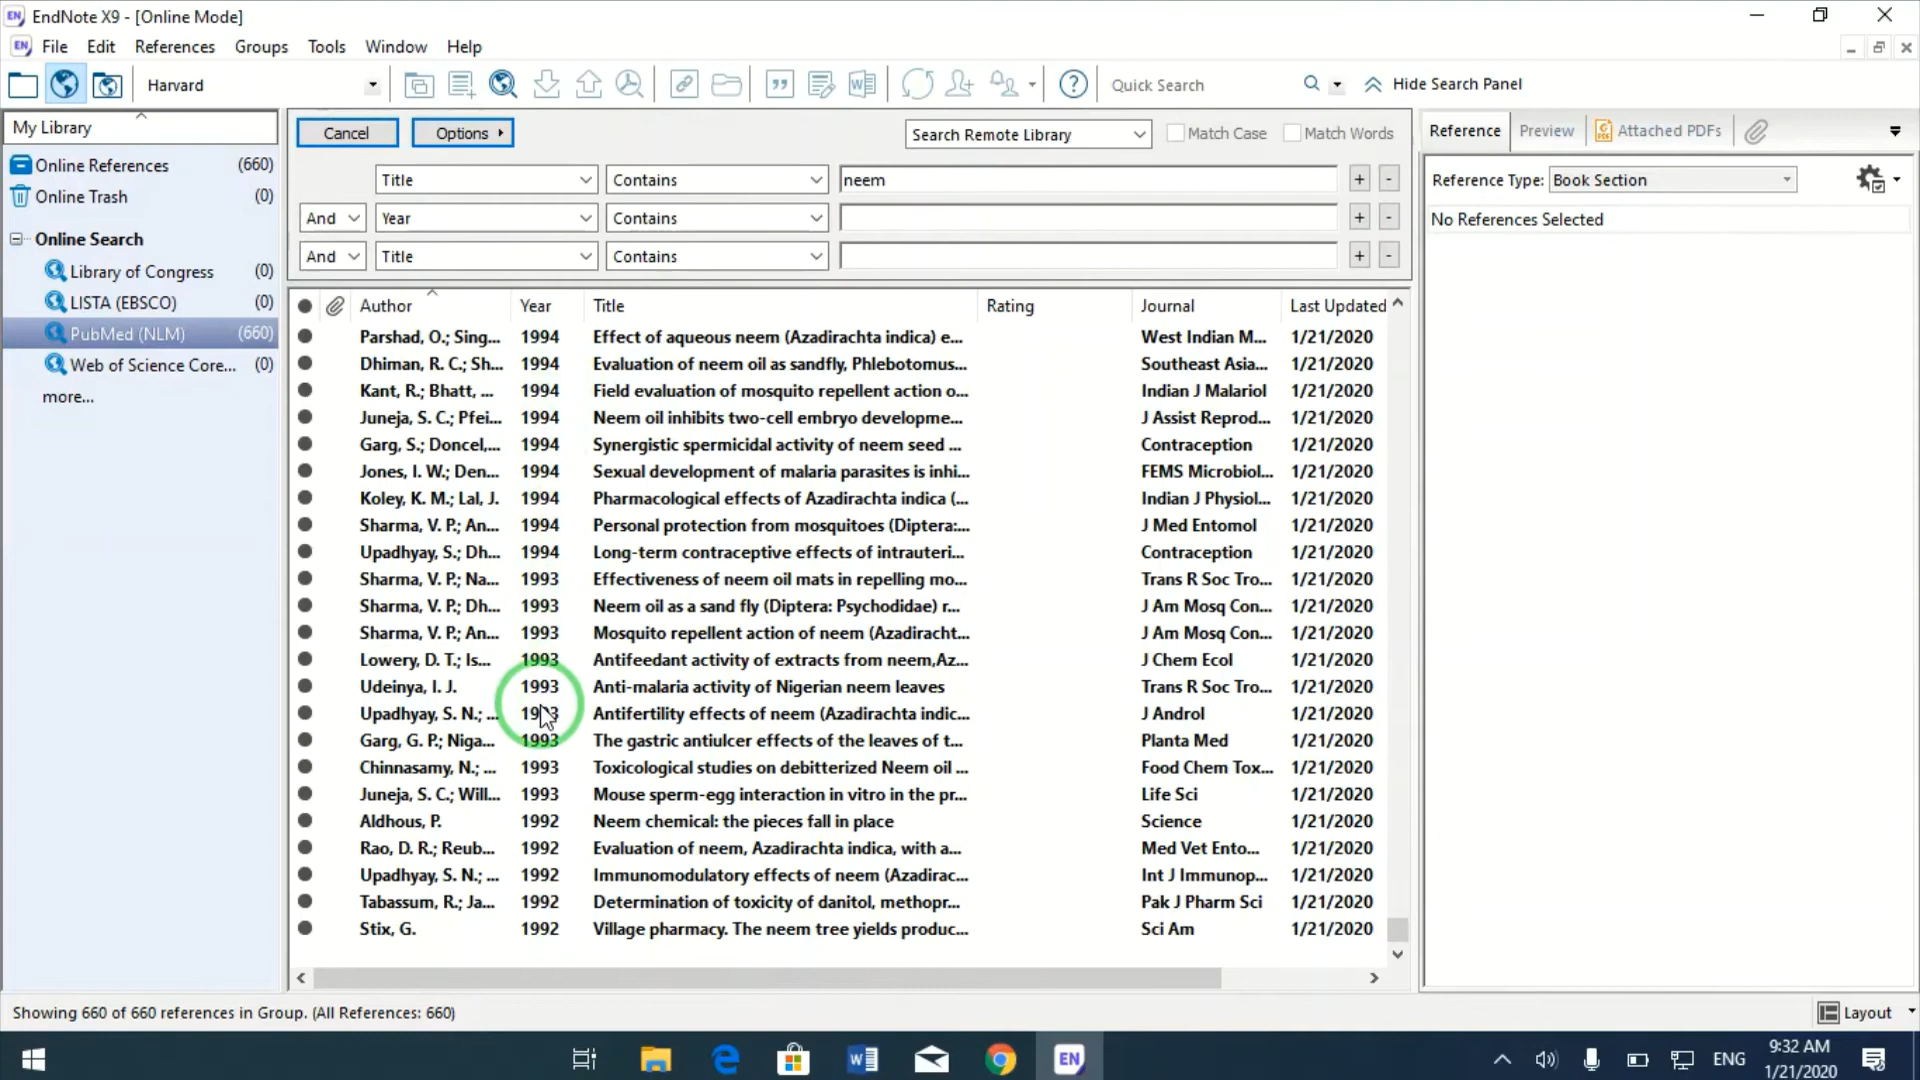 EndNote X9 - [Online Mode]
File Edit References Groups Tools Window Help
Harvard
Quick Search
Hide Search Panel
My Library
Online References (660)
Online Trash (0)
Online Search
Library of Congress (0)
LISTA (EBSCO) (0)
PubMed (NLM) (660)
Web of Science Core... (0)
more...
Cancel Options Search Remote Library Match Case Match Words
Title Contains neem + -
And Year Contains + -
And Title Contains + -
Author Year Title Rating Journal Last Updated
Parshad, O.; Sing... 1994 Effect of aqueous neem (Azadirachta indica) e... West Indian M... 1/21/2020
Dhiman, R. C.; Sh... 1994 Evaluation of neem oil as sandfly, Phlebotomus... Southeast Asia... 1/21/2020
Kant, R.; Bhatt, ... 1994 Field evaluation of mosquito repellent action o... Indian J Malariol 1/21/2020
Juneja, S. C.; Pfei... 1994 Neem oil inhibits two-cell embryo developme... J Assist Reprod... 1/21/2020
Garg, S.; Doncel,... 1994 Synergistic spermicidal activity of neem seed ... Contraception 1/21/2020
Jones, I. W.; Den... 1994 Sexual development of malaria parasites is inhi... FEMS Microbiol... 1/21/2020
Koley, K. M.; Lal, J. 1994 Pharmacological effects of Azadirachta indica (... Indian J Physiol... 1/21/2020
Sharma, V. P.; An... 1994 Personal protection from mosquitoes (Diptera:... J Med Entomol 1/21/2020
Upadhyay, S.; Dh... 1994 Long-term contraceptive effects of intrauteri... Contraception 1/21/2020
Sharma, V. P.; Na... 1993 Effectiveness of neem oil mats in repelling mo... Trans R Soc Tro... 1/21/2020
Sharma, V. P.; Dh... 1993 Neem oil as a sand fly (Diptera: Psychodidae) r... J Am Mosq Con... 1/21/2020
Sharma, V. P.; An... 1993 Mosquito repellent action of neem (Azadiracht... J Am Mosq Con... 1/21/2020
Lowery, D. T.; Is... 1993 Antifeedant activity of extracts from neem,Az... J Chem Ecol 1/21/2020
Udeinya, I. J. 1993 Anti-malaria activity of Nigerian neem leaves Trans R Soc Tro... 1/21/2020
Upadhyay, S. N.; ... 1993 Antifertility effects of neem (Azadirachta indic... J Androl 1/21/2020
Garg, G. P.; Niga... 1993 The gastric antiulcer effects of the leaves of t... Planta Med 1/21/2020
Chinnasamy, N.; ... 1993 Toxicological studies on debitterized Neem oil ... Food Chem Tox... 1/21/2020
Juneja, S. C.; Will... 1993 Mouse sperm-egg interaction in vitro in the pr... Life Sci 1/21/2020
Aldhous, P. 1992 Neem chemical: the pieces fall in place Science 1/21/2020
Rao, D. R.; Reub... 1992 Evaluation of neem, Azadirachta indica, with a... Med Vet Ento... 1/21/2020
Upadhyay, S. N.; ... 1992 Immunomodulatory effects of neem (Azadirac... Int J Immunop... 1/21/2020
Tabassum, R.; Ja... 1992 Determination of toxicity of danitol, methopr... Pak J Pharm Sci 1/21/2020
Stix, G. 1992 Village pharmacy. The neem tree yields produc... Sci Am 1/21/2020
Reference Preview Attached PDFs
Reference Type: Book Section
No References Selected
Showing 660 of 660 references in Group. (All References: 660)
Layout
EN
ENG
9:32 AM
1/21/2020